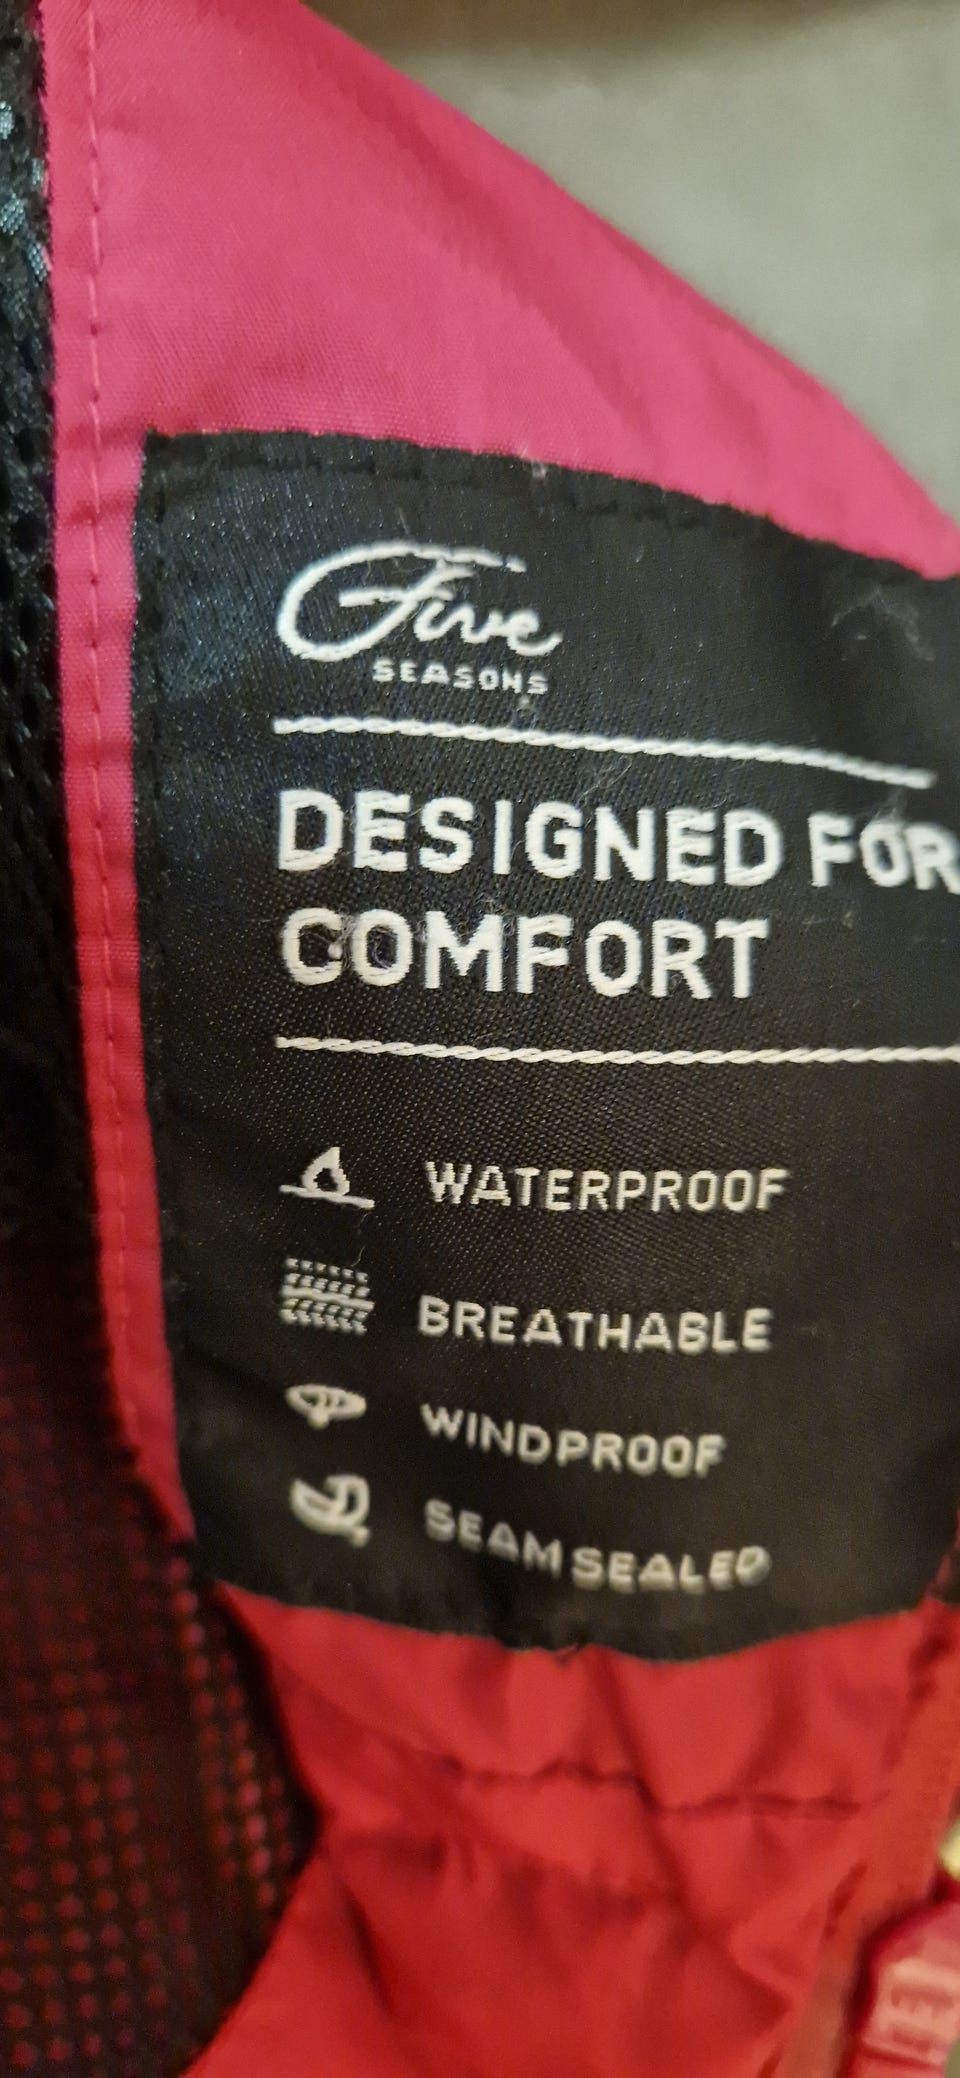 Five
SEASONS
DESIGNED FOR
COMFORT
WATERPROOF
BREATHABLE
WINDPROOF
SEAM SEALED